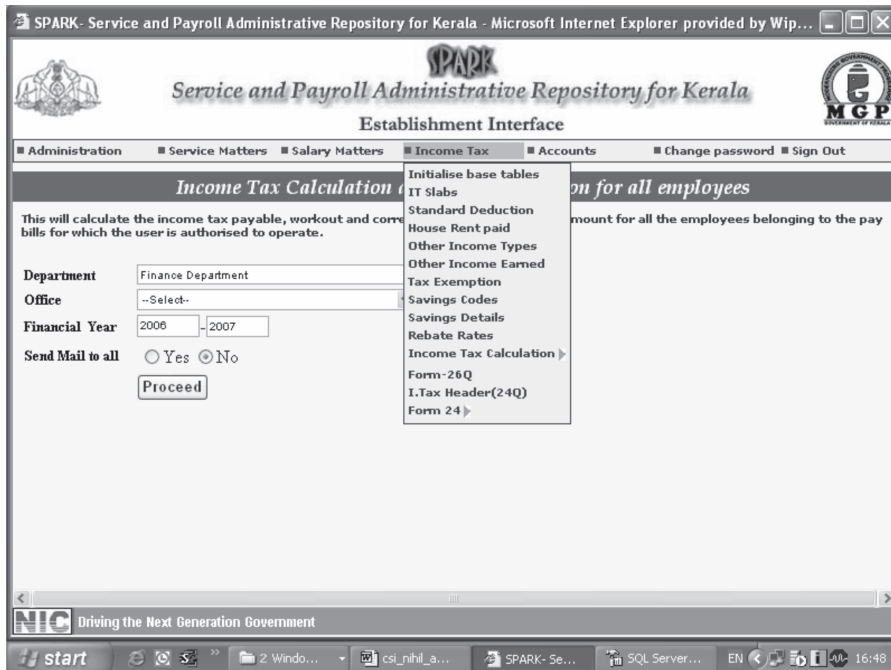 SPARK- Service and Payroll Administrative Repository for Kerala - Microsoft Internet Explorer provided by Wip...
SPARK
Service and Payroll Administrative Repository for Kerala
Establishment Interface
MGP
GOVERNMENT OF KERALA
Administration Service Matters Salary Matters Income Tax Accounts Change password Sign Out
Income Tax Calculation on for all employees
This will calculate the income tax payable, workout and corre mount for all the employees belonging to the pay
bills for which the user is authorised to operate.
Initialise base tables
IT Slabs
Standard Deduction
House Rent paid
Other Income Types
Other Income Earned
Tax Exemption
Savings Codes
Savings Details
Rebate Rates
Income Tax Calculation
Form-26Q
I.Tax Header(24Q)
Form 24
Department Finance Department
Office --Select--
Financial Year 2006 - 2007
Send Mail to all Yes No
Proceed
NIC Driving the Next Generation Government
start 2 Windo... csi_nihil_a... SPARK- Se... SQL Server... EN 16:48